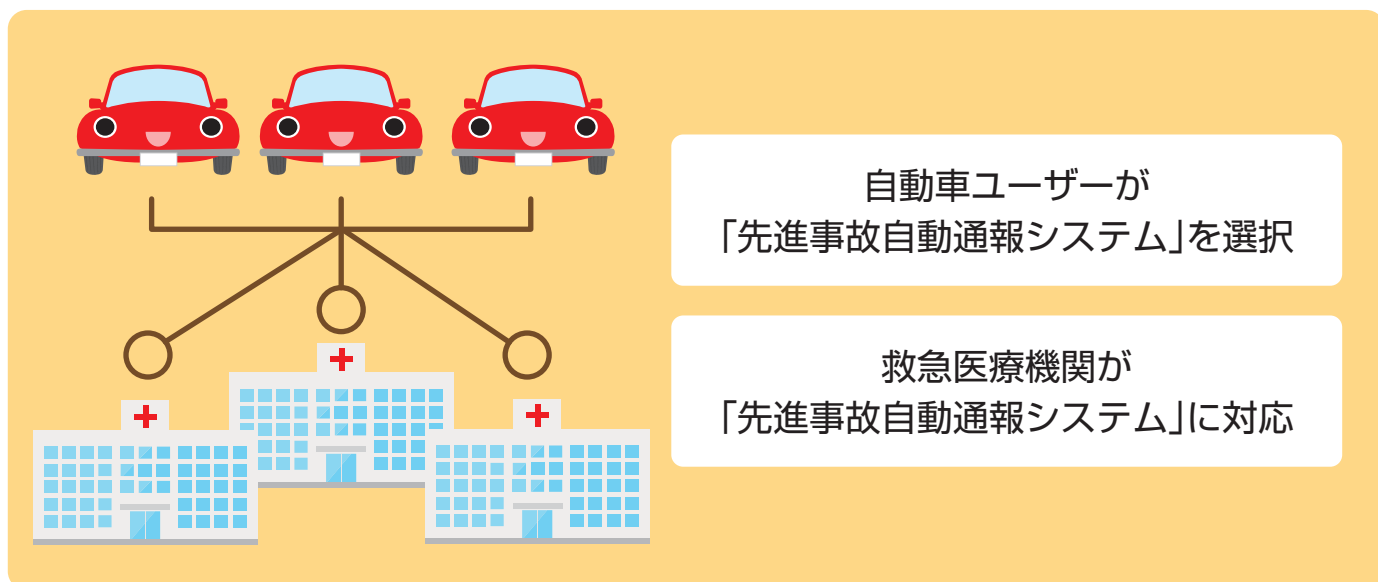 自動車ユーザーが
「先進事故自動通報システム」を選択
救急医療機関が
「先進事故自動通報システム」に対応